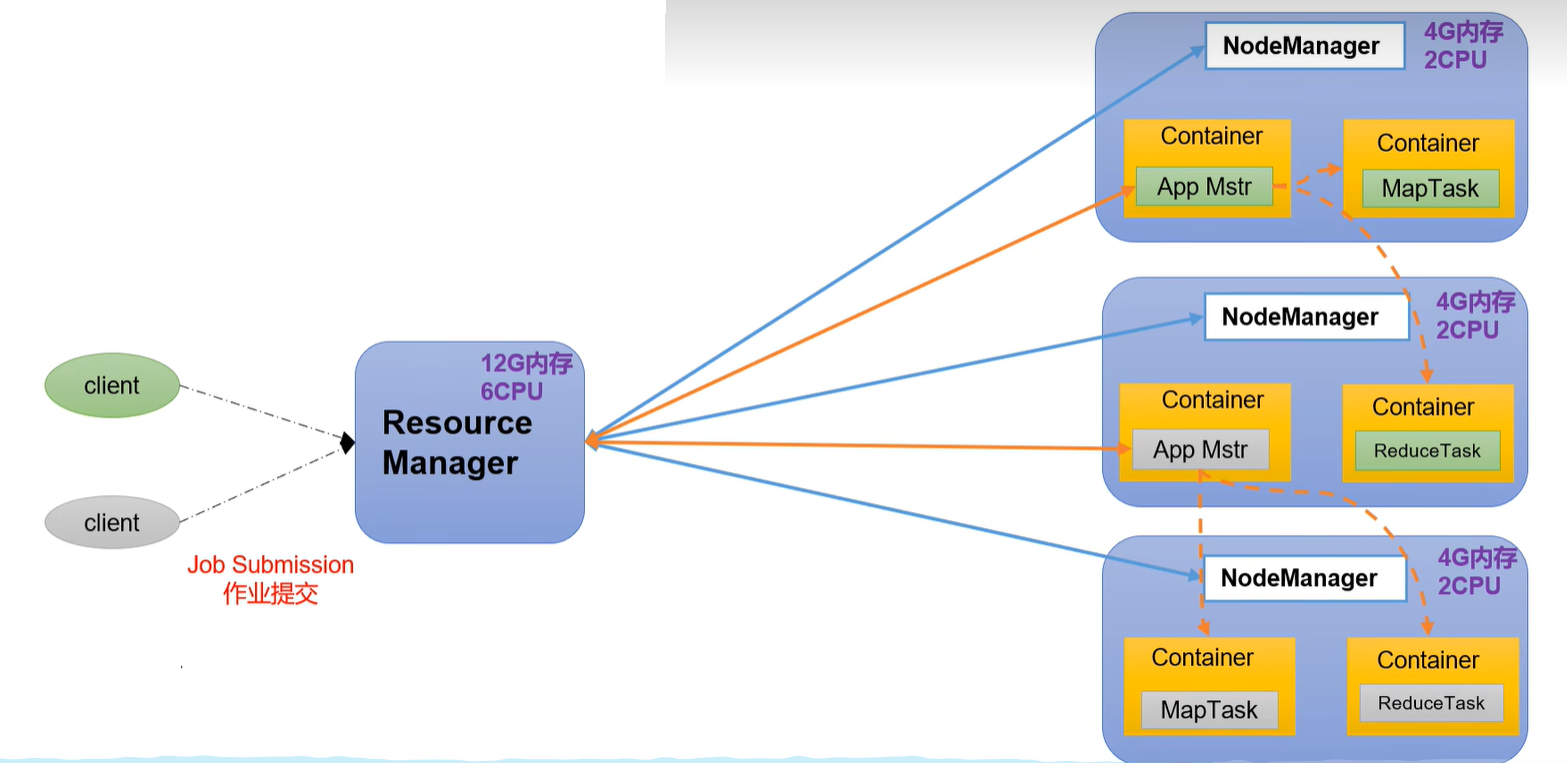 client
client
Job Submission
作业提交
12G内存
6CPU
Resource
Manager
NodeManager
4G内存
2CPU
Container
App Mstr
Container
MapTask
NodeManager
4G内存
2CPU
Container
App Mstr
Container
ReduceTask
NodeManager
4G内存
2CPU
Container
MapTask
Container
ReduceTask